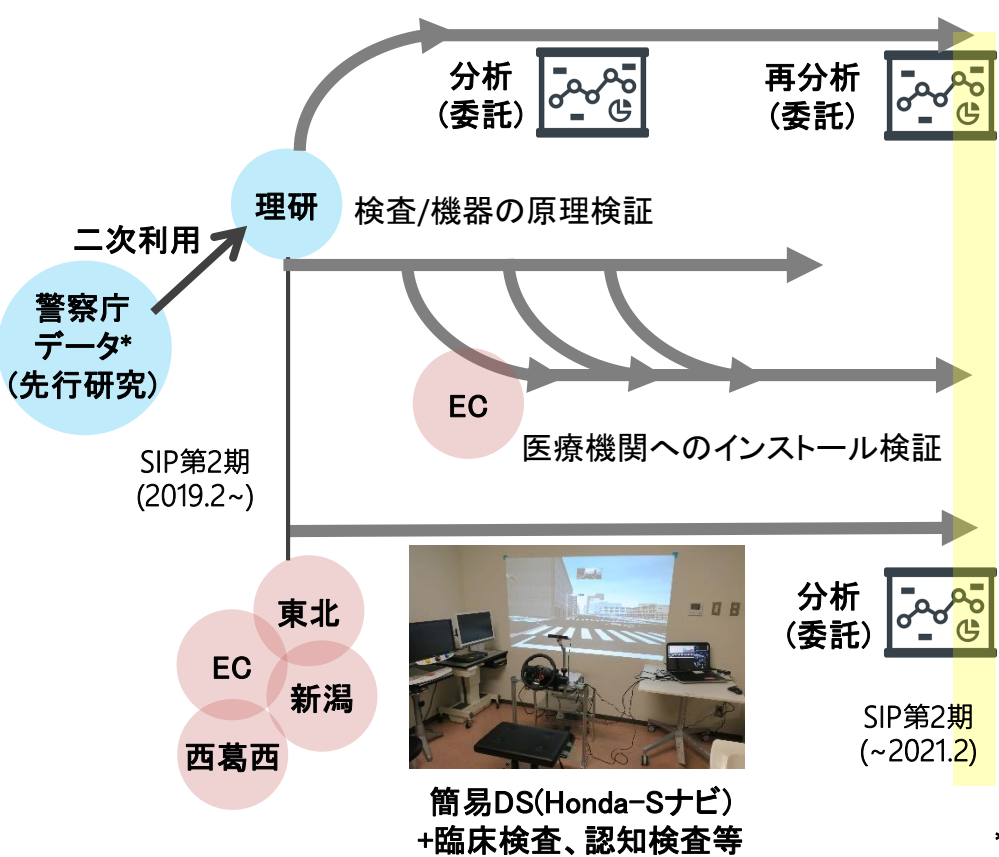 分析
(委託)
再分析
(委託)
理研
検査/機器の原理検証
二次利用
警察庁
データ*
(先行研究)
EC
医療機関へのインストール検証
SIP第2期
(2019.2~)
東北
EC
新潟
西葛西
分析
(委託)
SIP第2期
(~2021.2)
簡易DS(Honda-Sナビ)
+臨床検査、認知検査等
*